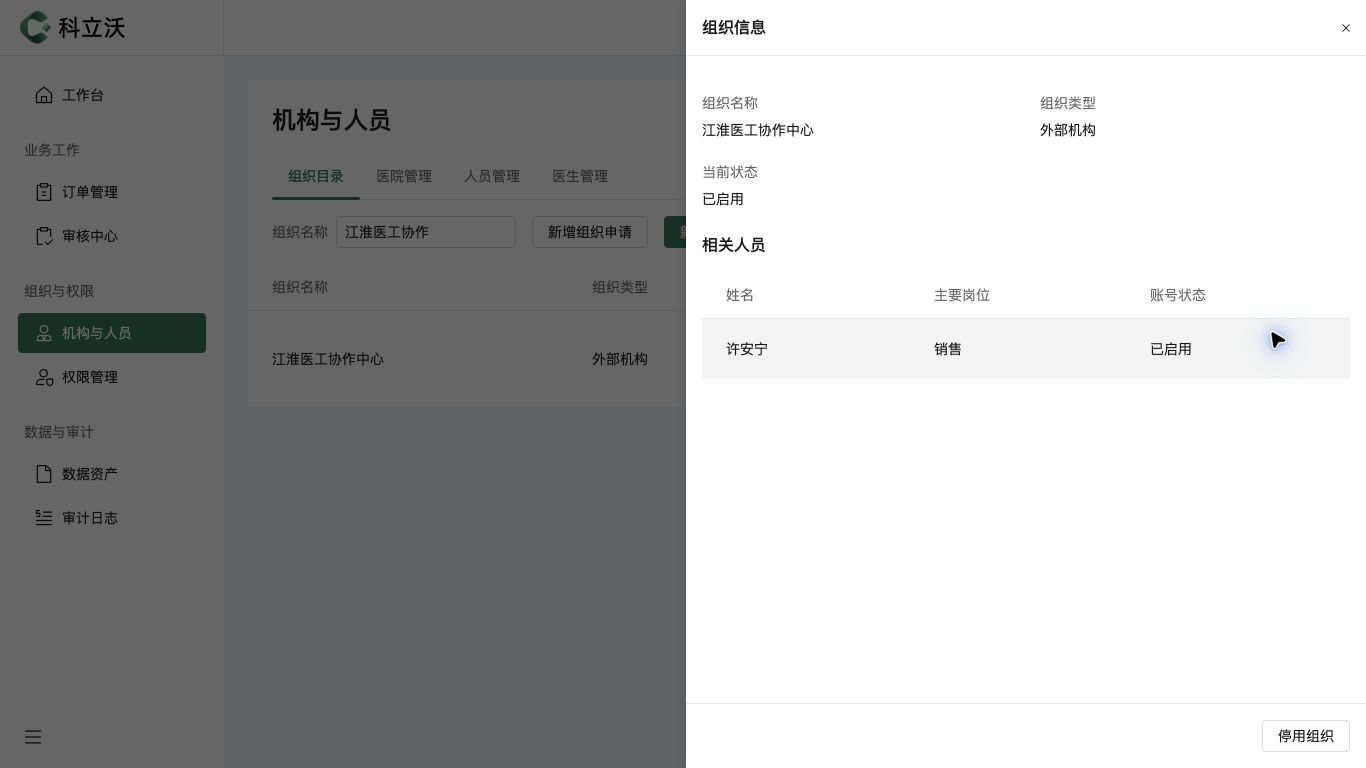 科立沃
工作台
业务工作
订单管理
审核中心
组织与权限
机构与人员
权限管理
数据与审计
数据资产
审计日志
机构与人员
组织目录 医院管理 人员管理 医生管理
组织名称 江淮医工协作 新增组织申请
组织名称 组织类型
江淮医工协作中心 外部机构
组织信息
组织名称 组织类型
江淮医工协作中心 外部机构
当前状态
已启用
相关人员
姓名 主要岗位 账号状态
许安宁 销售 已启用
停用组织